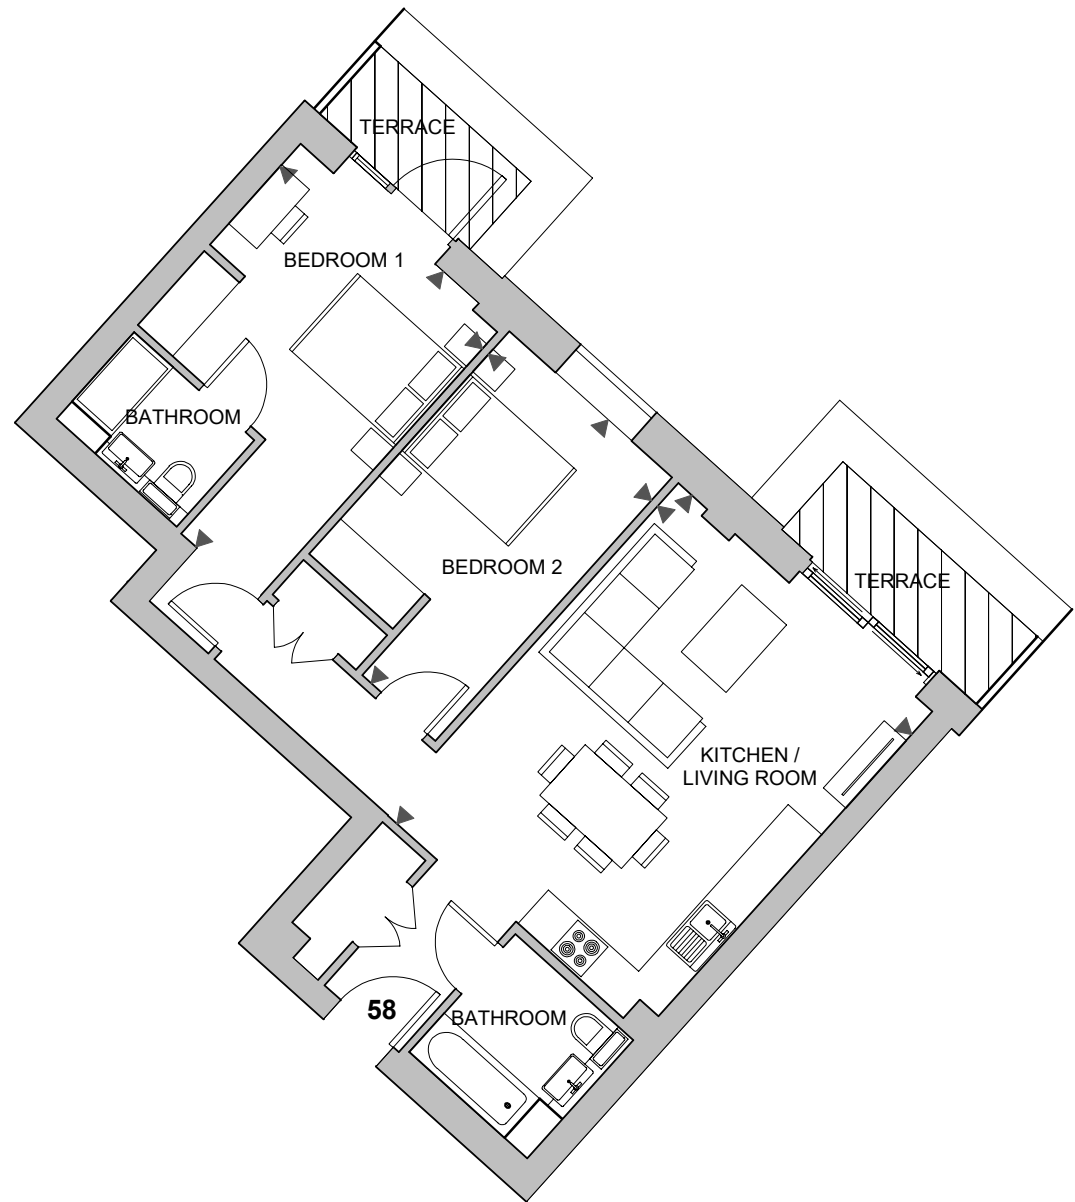 TERRACE
BEDROOM 1
BATHROOM
BEDROOM 2
TERRACE
KITCHEN /
LIVING ROOM
58
BATHROOM